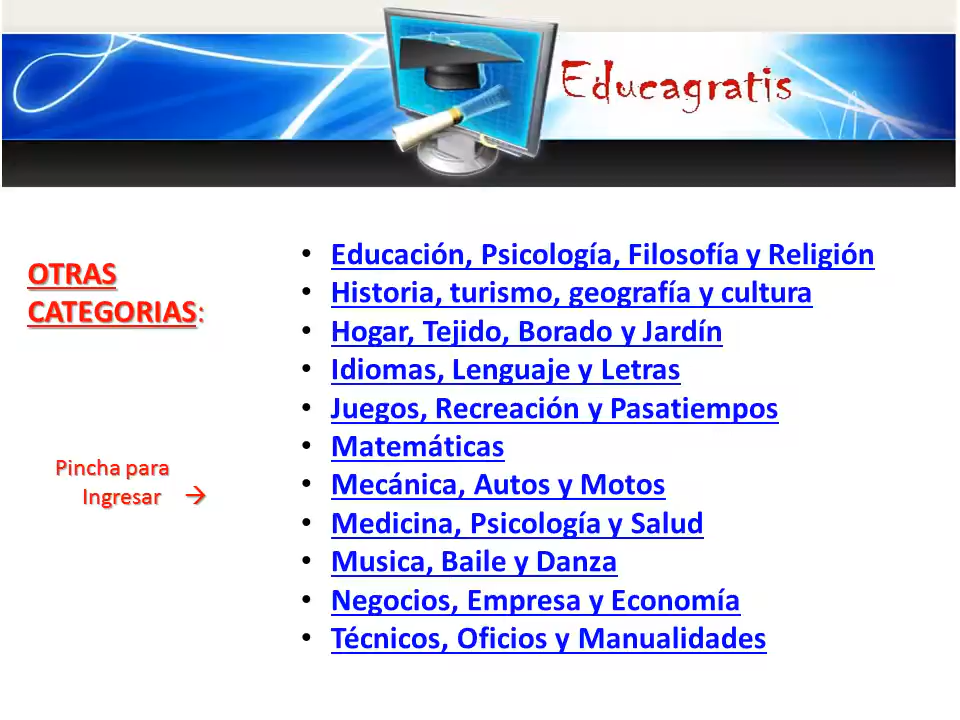 Educagratis
OTRAS
CATEGORIAS:
Pincha para
Ingresar →
• Educación, Psicología, Filosofía y Religión
• Historia, turismo, geografía y cultura
• Hogar, Tejido, Borado y Jardín
• Idiomas, Lenguaje y Letras
• Juegos, Recreación y Pasatiempos
• Matemáticas
• Mecánica, Autos y Motos
• Medicina, Psicología y Salud
• Musica, Baile y Danza
• Negocios, Empresa y Economía
• Técnicos, Oficios y Manualidades